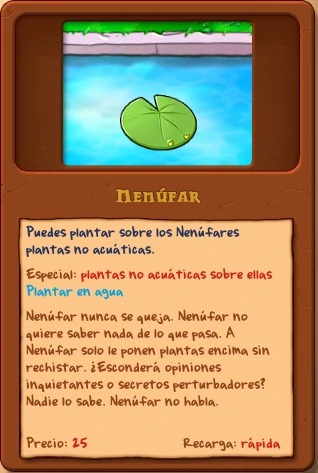 Nenúfar
Puedes plantar sobre los Nenúfares
plantas no acuáticas.
Especial: plantas no acuáticas sobre ellas
Plantar en agua
Nenúfar nunca se queja. Nenúfar no
quiere saber nada de lo que pasa. A
Nenúfar solo le ponen plantas encima sin
rechistar. ¿Esconderá opiniones
inquietantes o secretos perturbadores?
Nadie lo sabe. Nenúfar no habla.
Precio: 25 Recarga: rápida